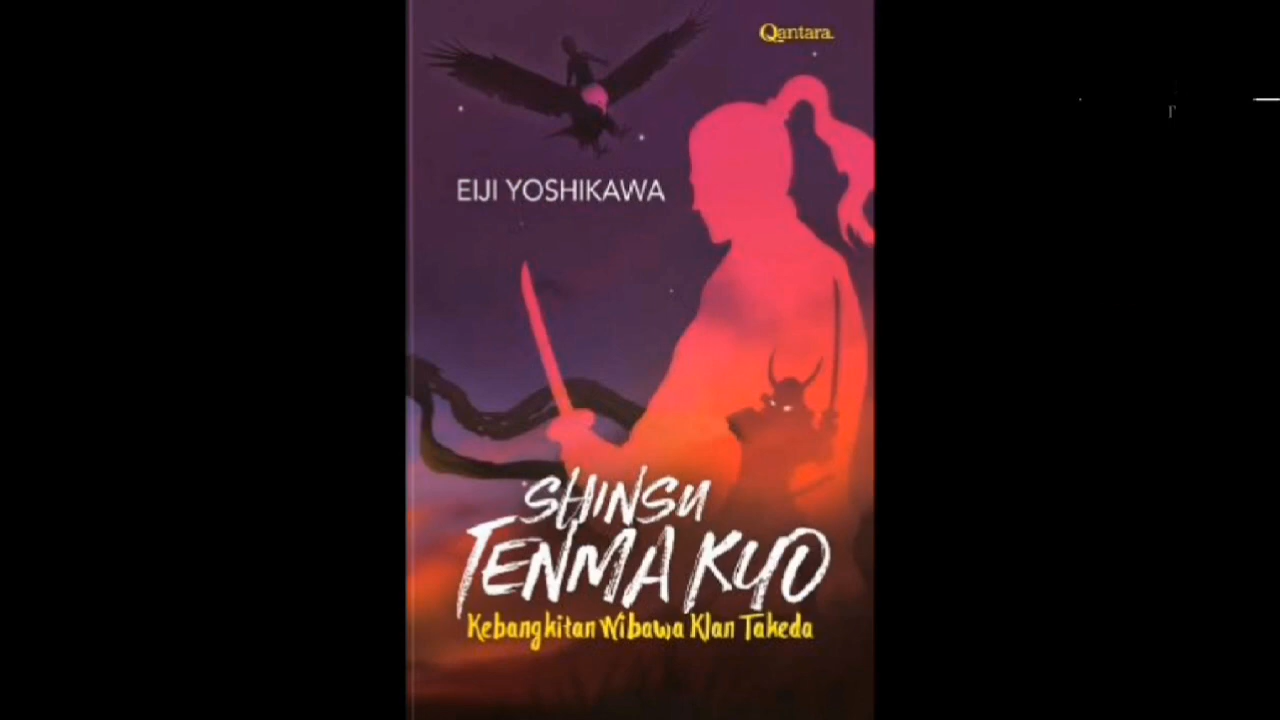 Qantara.
EIJI YOSHIKAWA
SHINSU
TENMA KYO
Kebangkitan Wibawa Klan Takeda